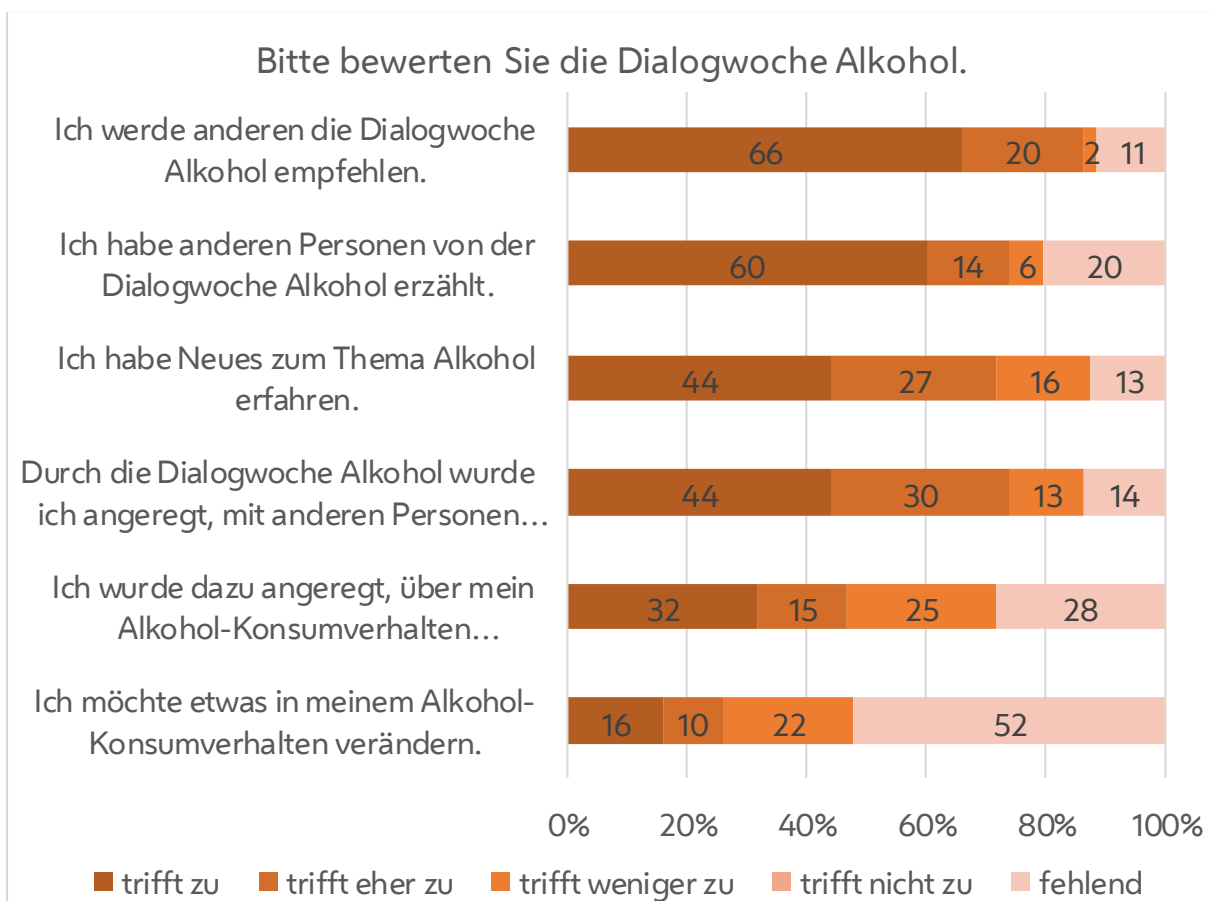 Bitte bewerten Sie die Dialogwoche Alkohol.
Ich werde anderen die Dialogwoche
Alkohol empfehlen.
66 20 2 11
Ich habe anderen Personen von der
Dialogwoche Alkohol erzählt.
60 14 6 20
Ich habe Neues zum Thema Alkohol
erfahren.
44 27 16 13
Durch die Dialogwoche Alkohol wurde
ich angeregt, mit anderen Personen...
44 30 13 14
Ich wurde dazu angeregt, über mein
Alkohol-Konsumverhalten...
32 15 25 28
Ich möchte etwas in meinem Alkohol-
Konsumverhalten verändern.
16 10 22 52
0% 20% 40% 60% 80% 100%
trifft zu trifft eher zu trifft weniger zu trifft nicht zu fehlend